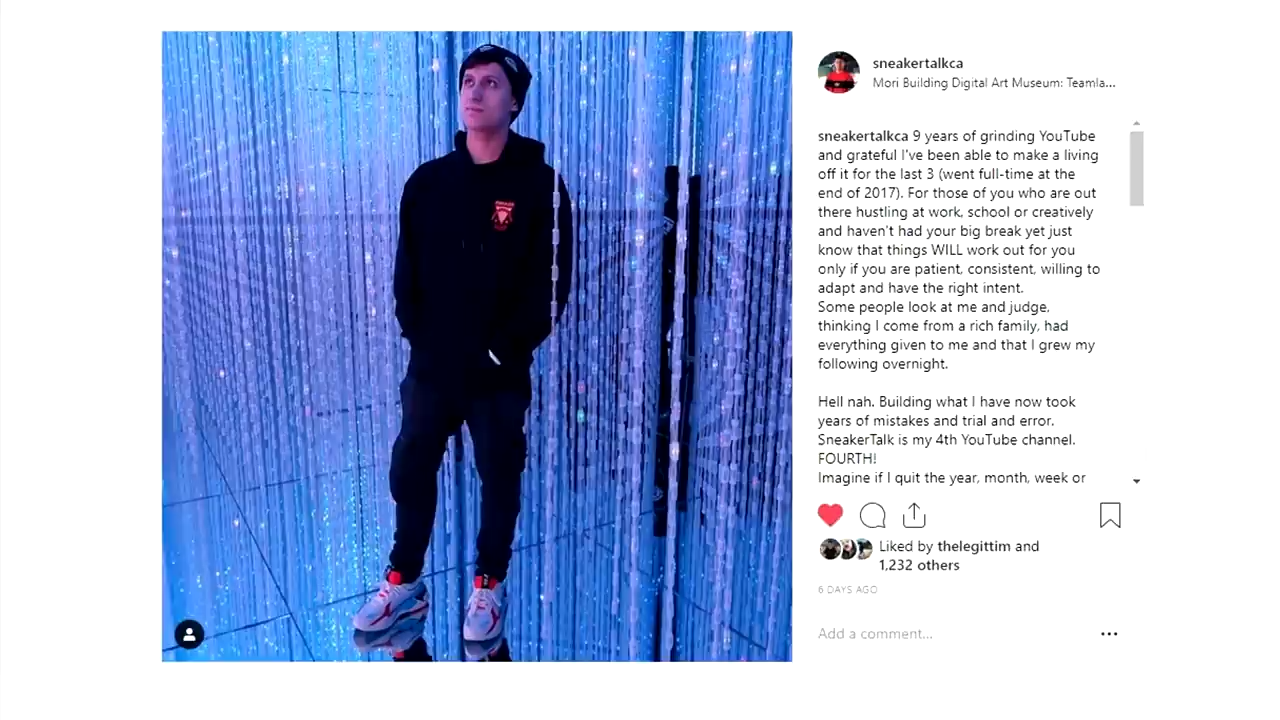 sneakertalkca
Mori Building Digital Art Museum: Teamla...
sneakertalkca 9 years of grinding YouTube
and grateful I've been able to make a living
off it for the last 3 (went full-time at the
end of 2017). For those of you who are out
there hustling at work, school or creatively
and haven't had your big break yet just
know that things WILL work out for you
only if you are patient, consistent, willing to
adapt and have the right intent.
Some people look at me and judge,
thinking I come from a rich family, had
everything given to me and that I grew my
following overnight.
Hell nah. Building what I have now took
years of mistakes and trial and error.
SneakerTalk is my 4th YouTube channel.
FOURTH!
Imagine if I quit the year, month, week or
Liked by thelegittim and
1,232 others
6 DAYS AGO
Add a comment...